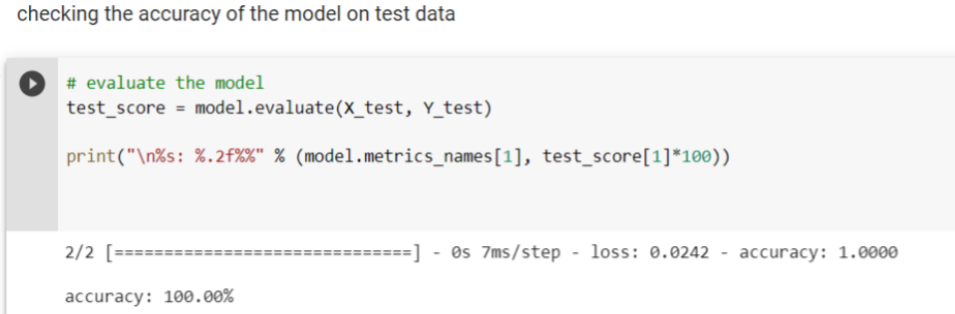 checking the accuracy of the model on test data
# evaluate the model
test_score = model.evaluate(X_test, Y_test)
print("\n%s: %.2f%%" % (model.metrics_names[1], test_score[1]*100))
2/2 [==============================] - 0s 7ms/step - loss: 0.0242 - accuracy: 1.0000
accuracy: 100.00%